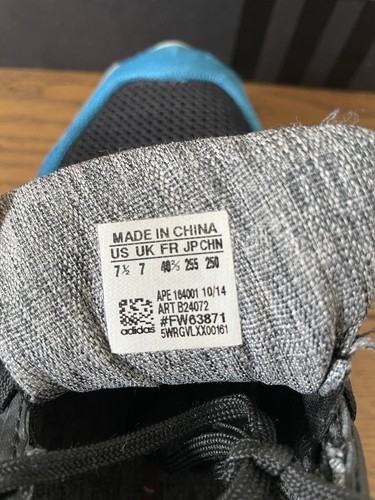 MADE IN CHINA
US UK FR JP CHN
7½ 7 40⅔ 255 250
APE 164001 10/14
ART B24072
#FW63871
5WRGVLXX00161
adidas